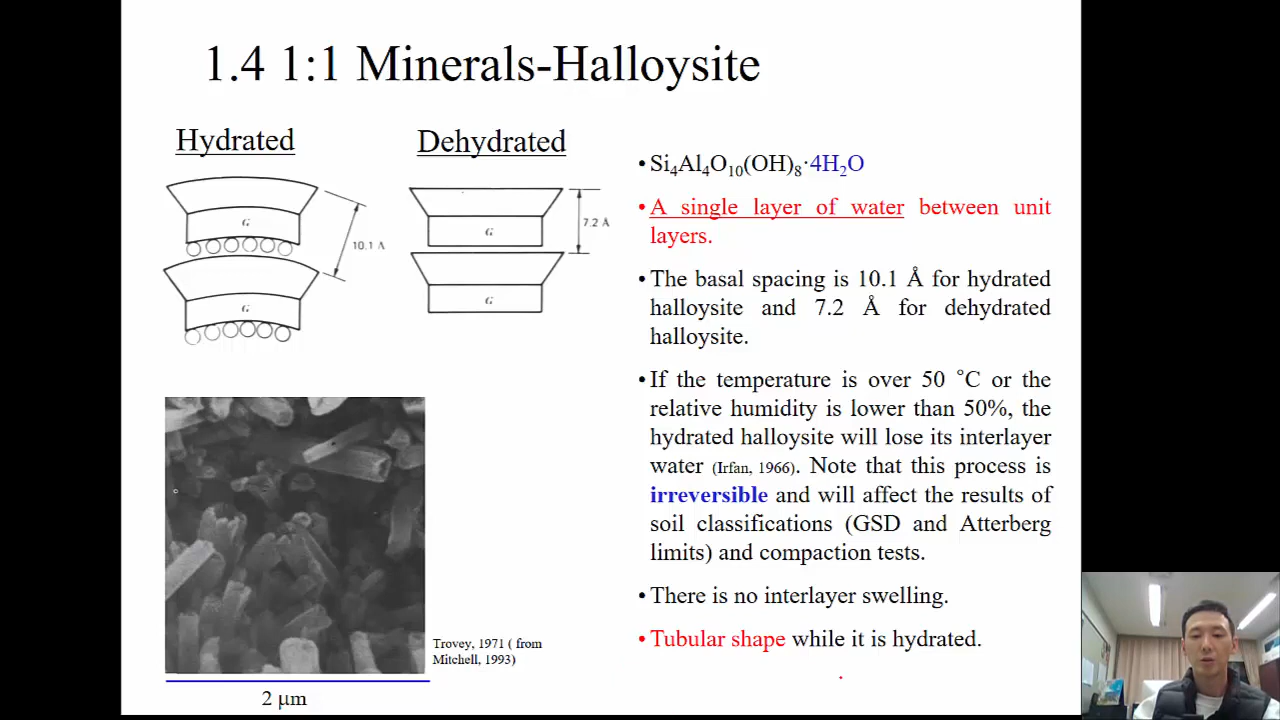 1.4 1:1 Minerals-Halloysite
Hydrated
Dehydrated
G
10.1 Å
G
G
7.2 Å
G
•Si₄Al₄O₁₀(OH)₈·4H₂O
•A single layer of water between unit
layers.
•The basal spacing is 10.1 Å for hydrated
halloysite and 7.2 Å for dehydrated
halloysite.
•If the temperature is over 50 °C or the
relative humidity is lower than 50%, the
hydrated halloysite will lose its interlayer
water (Irfan, 1966). Note that this process is
irreversible and will affect the results of
soil classifications (GSD and Atterberg
limits) and compaction tests.
•There is no interlayer swelling.
•Tubular shape while it is hydrated.
Trovey, 1971 ( from
Mitchell, 1993)
2 μm